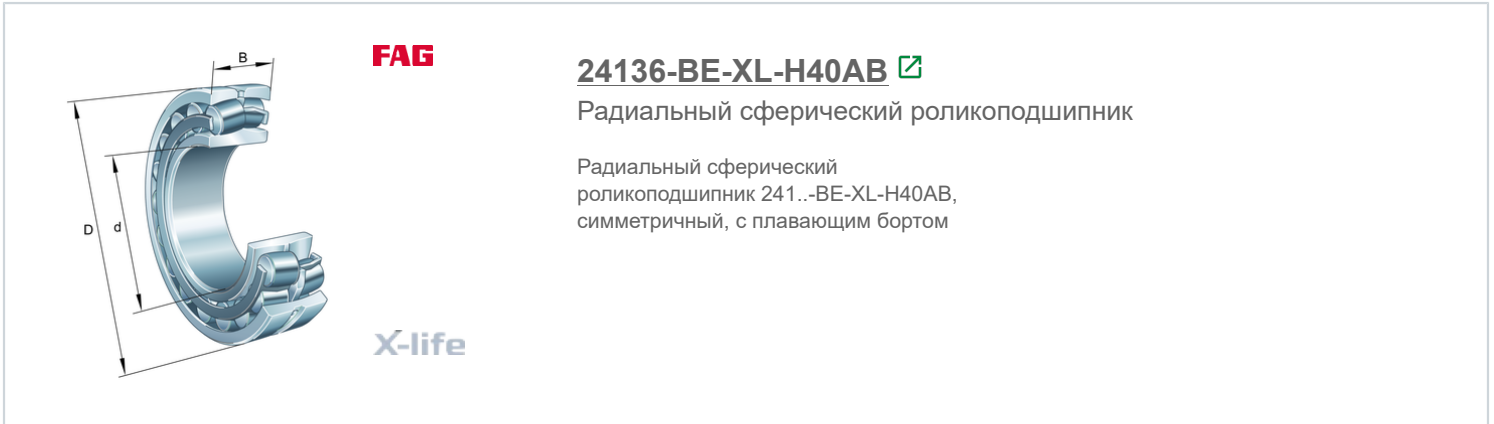 FAG
B
D
d
X-life
24136-BE-XL-H40AB
Радиальный сферический роликоподшипник
Радиальный сферический
роликоподшипник 241..-BE-XL-H40AB,
симметричный, с плавающим бортом